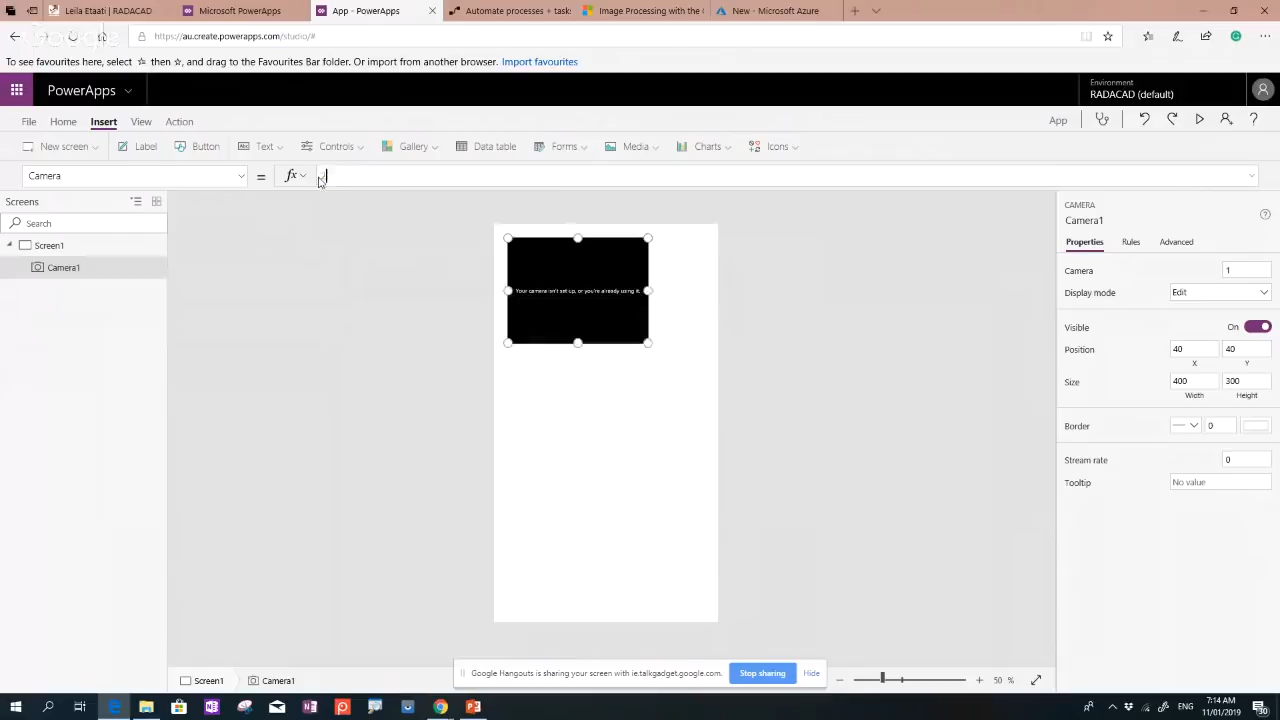 Leila Etaati | RADACAD
Microsoft PowerApps
App - PowerApps
Automate processes + task
Image Processing with the
New - Microsoft Azure
https://au.create.powerapps.com/studio/#
To see favourites here, select ☆ then ☆, and drag to the Favourites Bar folder. Or import from another browser. Import favourites
PowerApps
Environment
RADACAD (default)
File Home Insert View Action
App
New screen Label Button Text Controls Gallery Data table Forms Media Charts Icons
Camera = fx
Screens
Search
Screen1
Camera1
Your camera isn't set up, or you're already using it.
CAMERA
Camera1
Properties Rules Advanced
Camera 1
Display mode Edit
Visible On
Position 40 40
X Y
Size 400 300
Width Height
Border 0
Stream rate 0
Tooltip No value
Screen1 Camera1
Google Hangouts is sharing your screen with ie.talkgadget.google.com. Stop sharing Hide
50 %
ENG
7:14 AM
11/01/2019
30